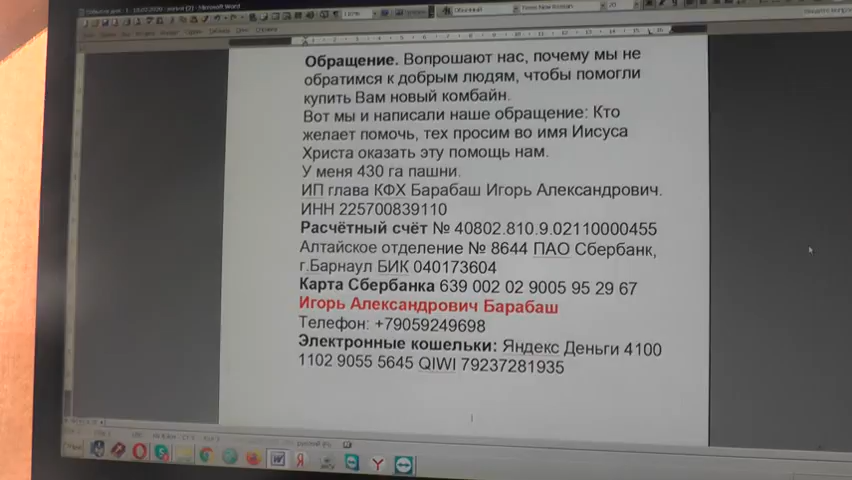 Microsoft Word
Обращение. Вопрошают нас, почему мы не
обратимся к добрым людям, чтобы помогли
купить Вам новый комбайн.
Вот мы и написали наше обращение: Кто
желает помочь, тех просим во имя Иисуса
Христа оказать эту помощь нам.
У меня 430 га пашни.
ИП глава КФХ Барабаш Игорь Александрович.
ИНН 225700839110
Расчётный счёт № 40802.810.9.02110000455
Алтайское отделение № 8644 ПАО Сбербанк,
г.Барнаул БИК 040173604
Карта Сбербанка 639 002 02 9005 95 29 67
Игорь Александрович Барабаш
Телефон: +79059249698
Электронные кошельки: Яндекс Деньги 4100
1102 9055 5645 QIWI 79237281935